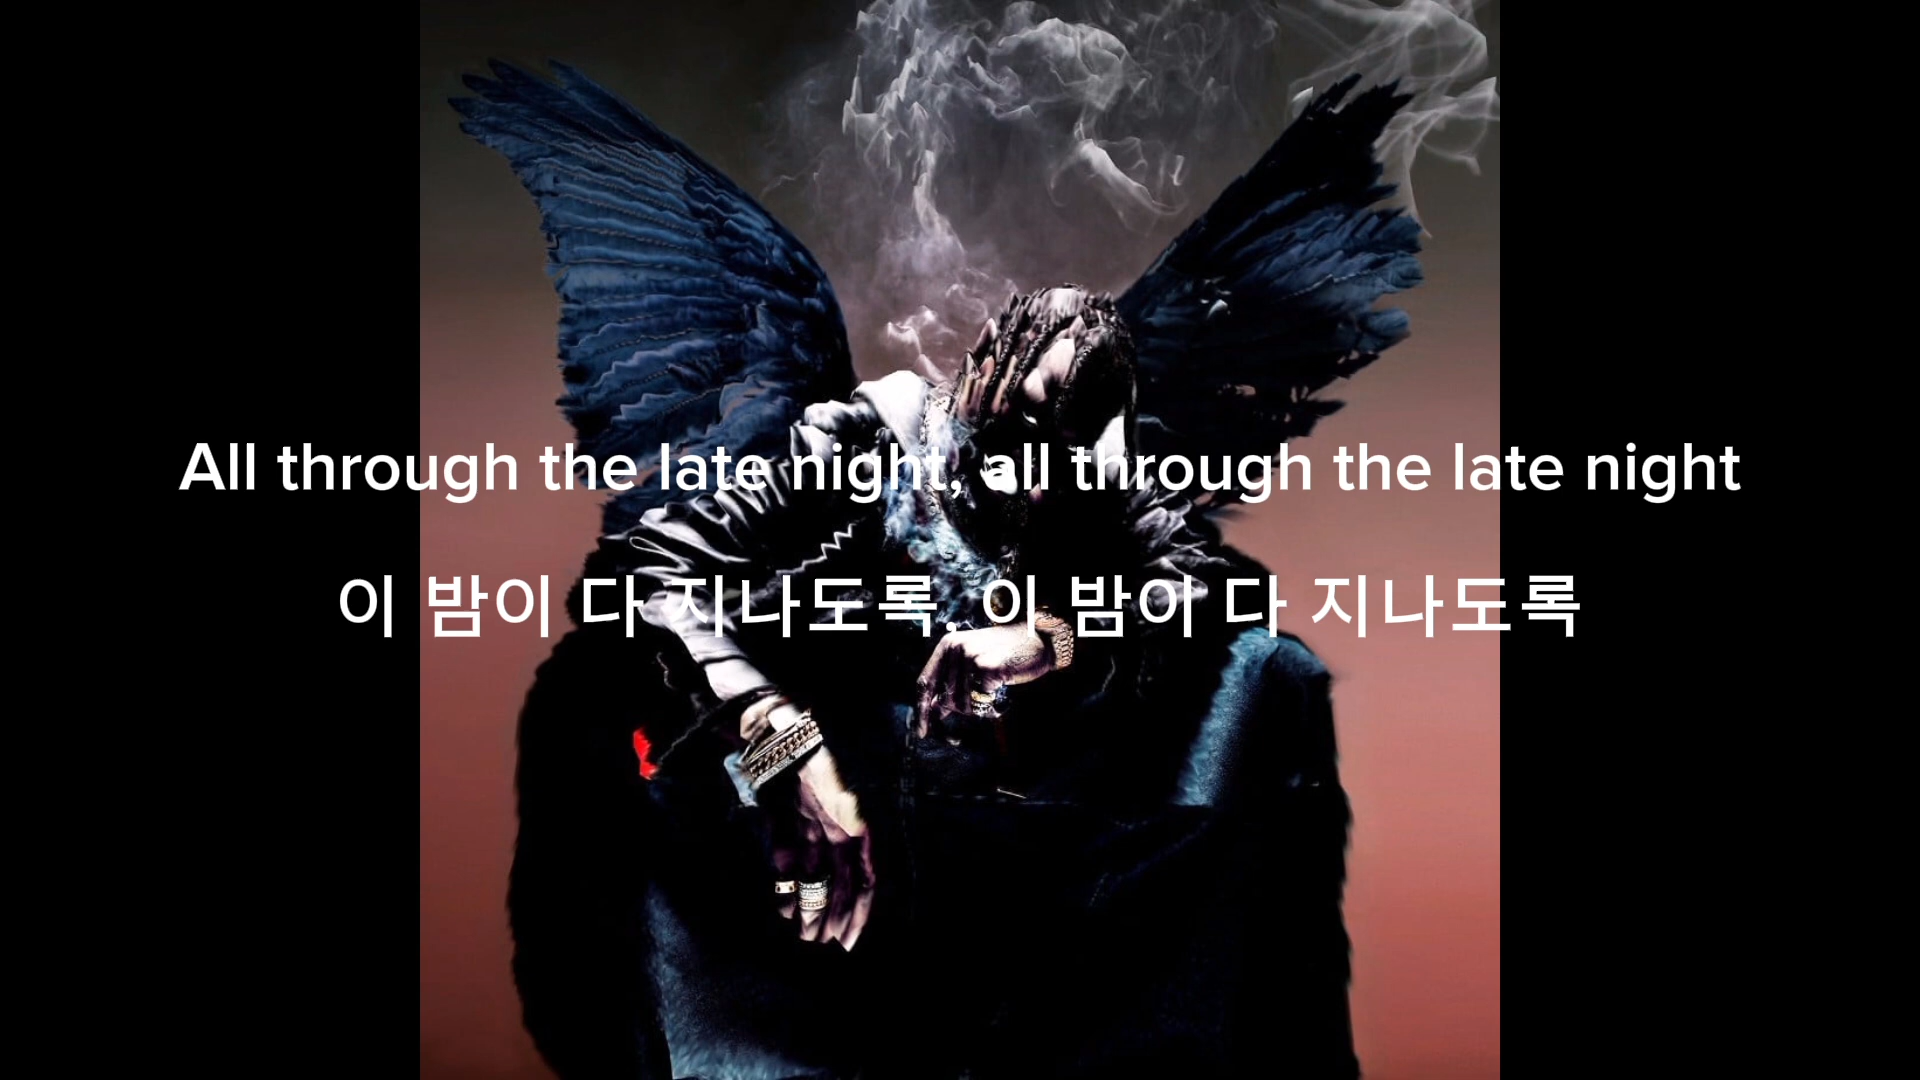 All through the late night, all through the late night
이 밤이 다 지나도록, 이 밤이 다 지나도록